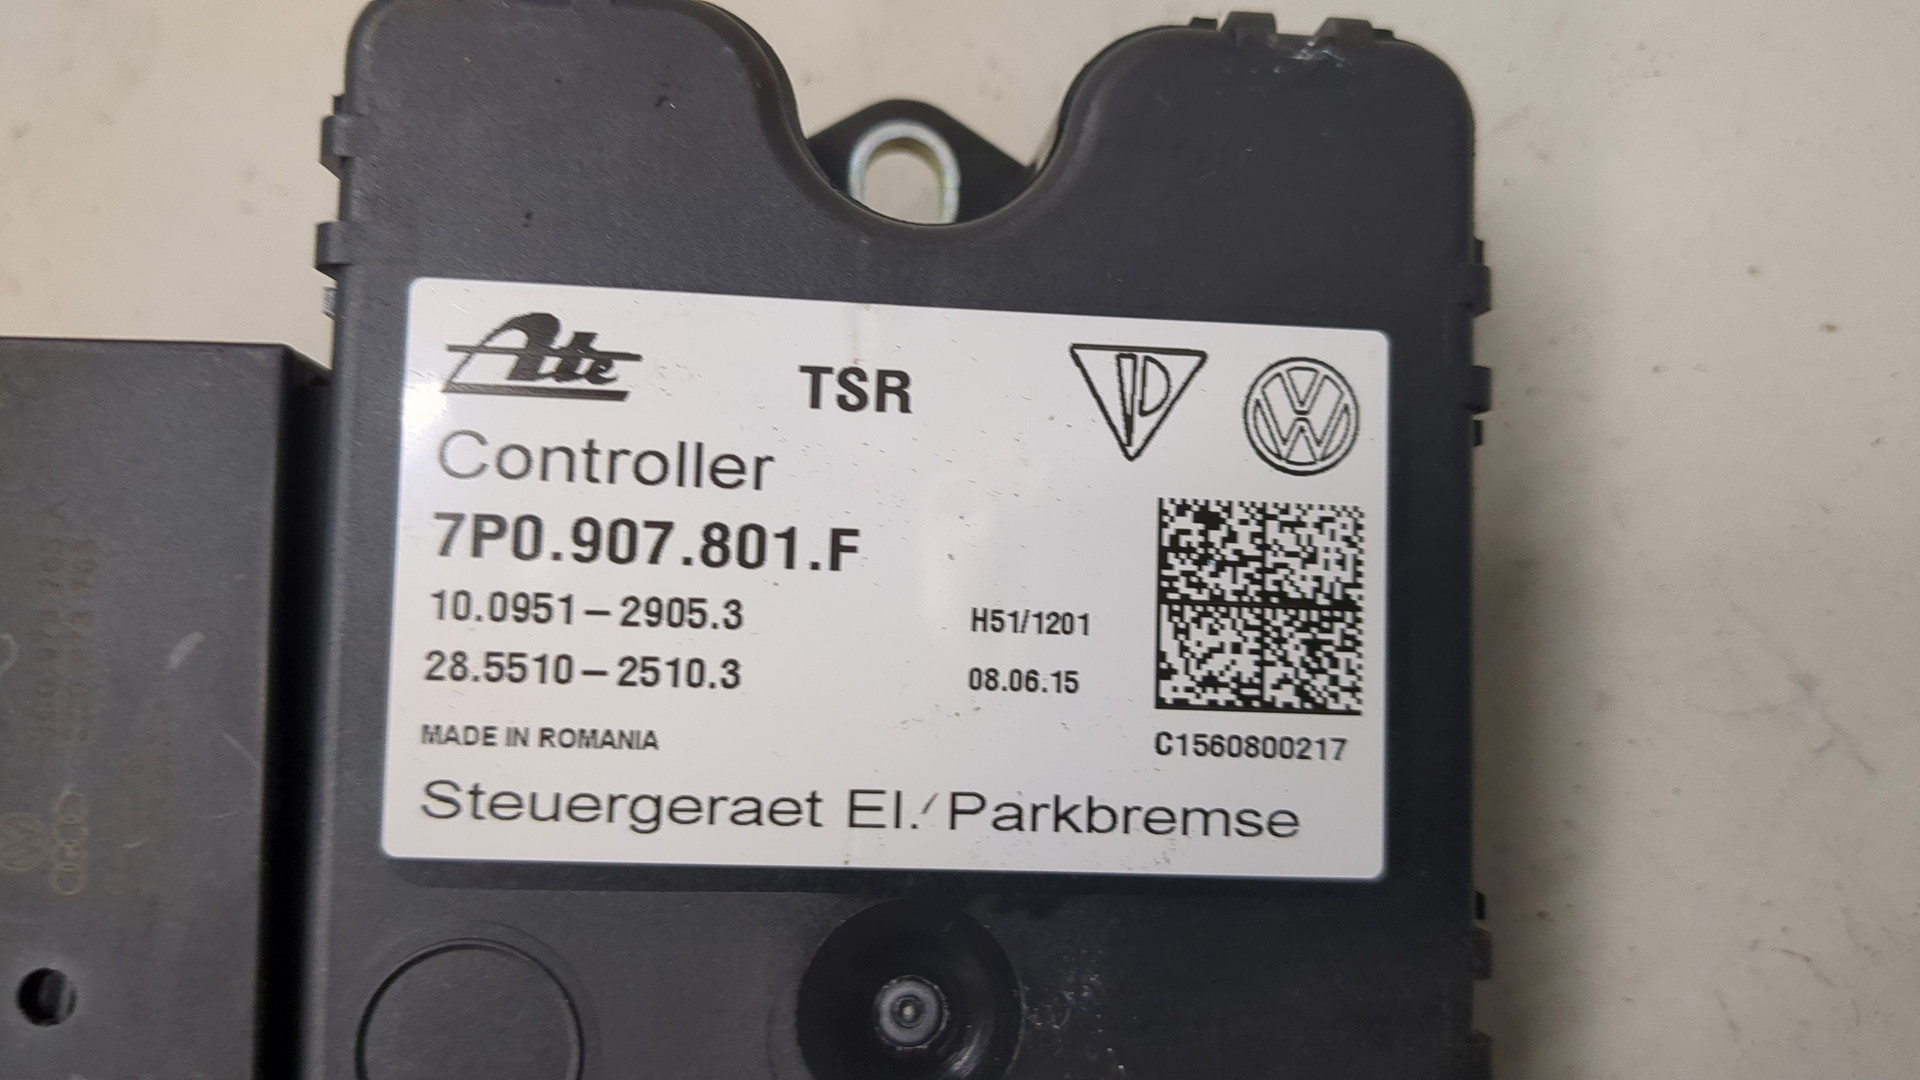 Ate
TSR
Controller
7P0.907.801.F
10.0951-2905.3
H51/1201
28.5510-2510.3
08.06.15
MADE IN ROMANIA
C1560800217
Steuergeraet El. Parkbremse